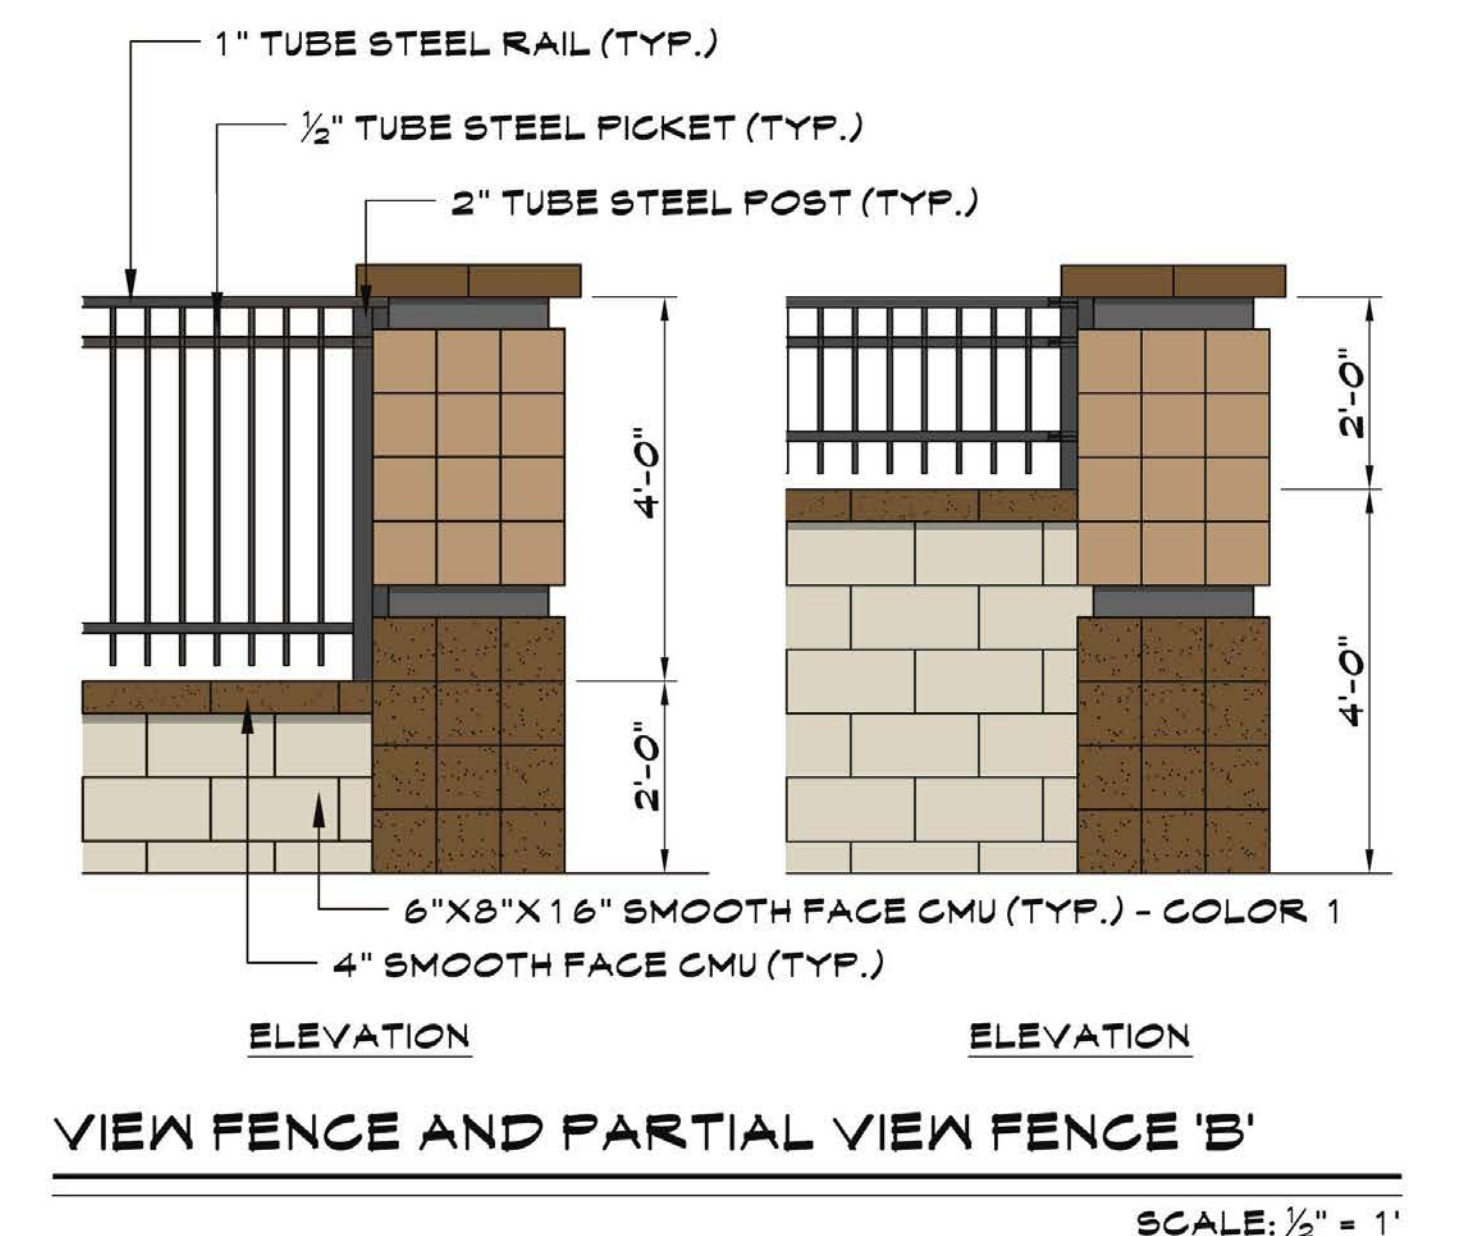 1" TUBE STEEL RAIL (TYP.)
½" TUBE STEEL PICKET (TYP.)
2" TUBE STEEL POST (TYP.)
4'-0"
2'-0"
2'-0"
4'-0"
6"X8"X16" SMOOTH FACE CMU (TYP.) - COLOR 1
4" SMOOTH FACE CMU (TYP.)
ELEVATION
ELEVATION
VIEW FENCE AND PARTIAL VIEW FENCE 'B'
SCALE: ½" = 1'